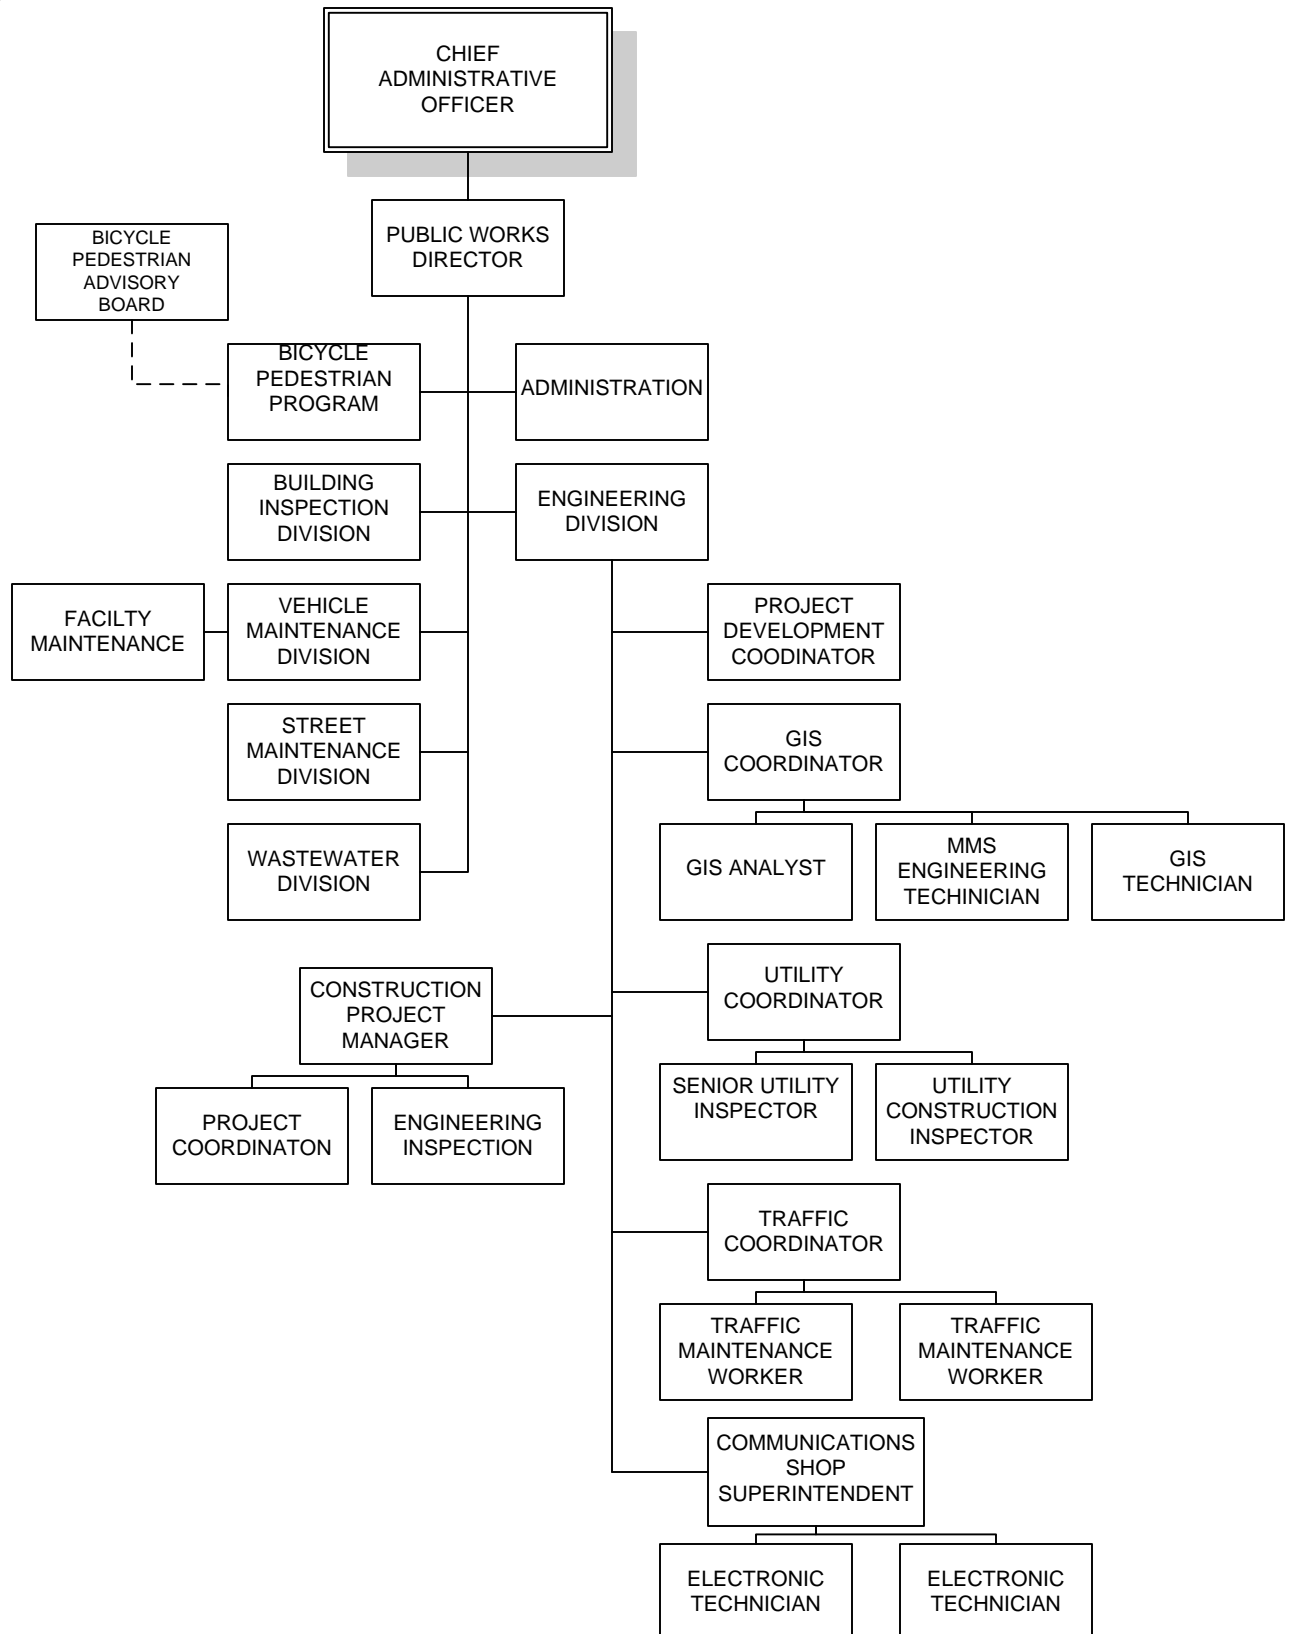 CHIEF
ADMINISTRATIVE
OFFICER
PUBLIC WORKS
DIRECTOR
BICYCLE
PEDESTRIAN
ADVISORY
BOARD
BICYCLE
PEDESTRIAN
PROGRAM
ADMINISTRATION
BUILDING
INSPECTION
DIVISION
ENGINEERING
DIVISION
FACILTY
MAINTENANCE
VEHICLE
MAINTENANCE
DIVISION
PROJECT
DEVELOPMENT
COODINATOR
STREET
MAINTENANCE
DIVISION
GIS
COORDINATOR
WASTEWATER
DIVISION
GIS ANALYST
MMS
ENGINEERING
TECHINICIAN
GIS
TECHNICIAN
CONSTRUCTION
PROJECT
MANAGER
UTILITY
COORDINATOR
PROJECT
COORDINATON
ENGINEERING
INSPECTION
SENIOR UTILITY
INSPECTOR
UTILITY
CONSTRUCTION
INSPECTOR
TRAFFIC
COORDINATOR
TRAFFIC
MAINTENANCE
WORKER
TRAFFIC
MAINTENANCE
WORKER
COMMUNICATIONS
SHOP
SUPERINTENDENT
ELECTRONIC
TECHNICIAN
ELECTRONIC
TECHNICIAN